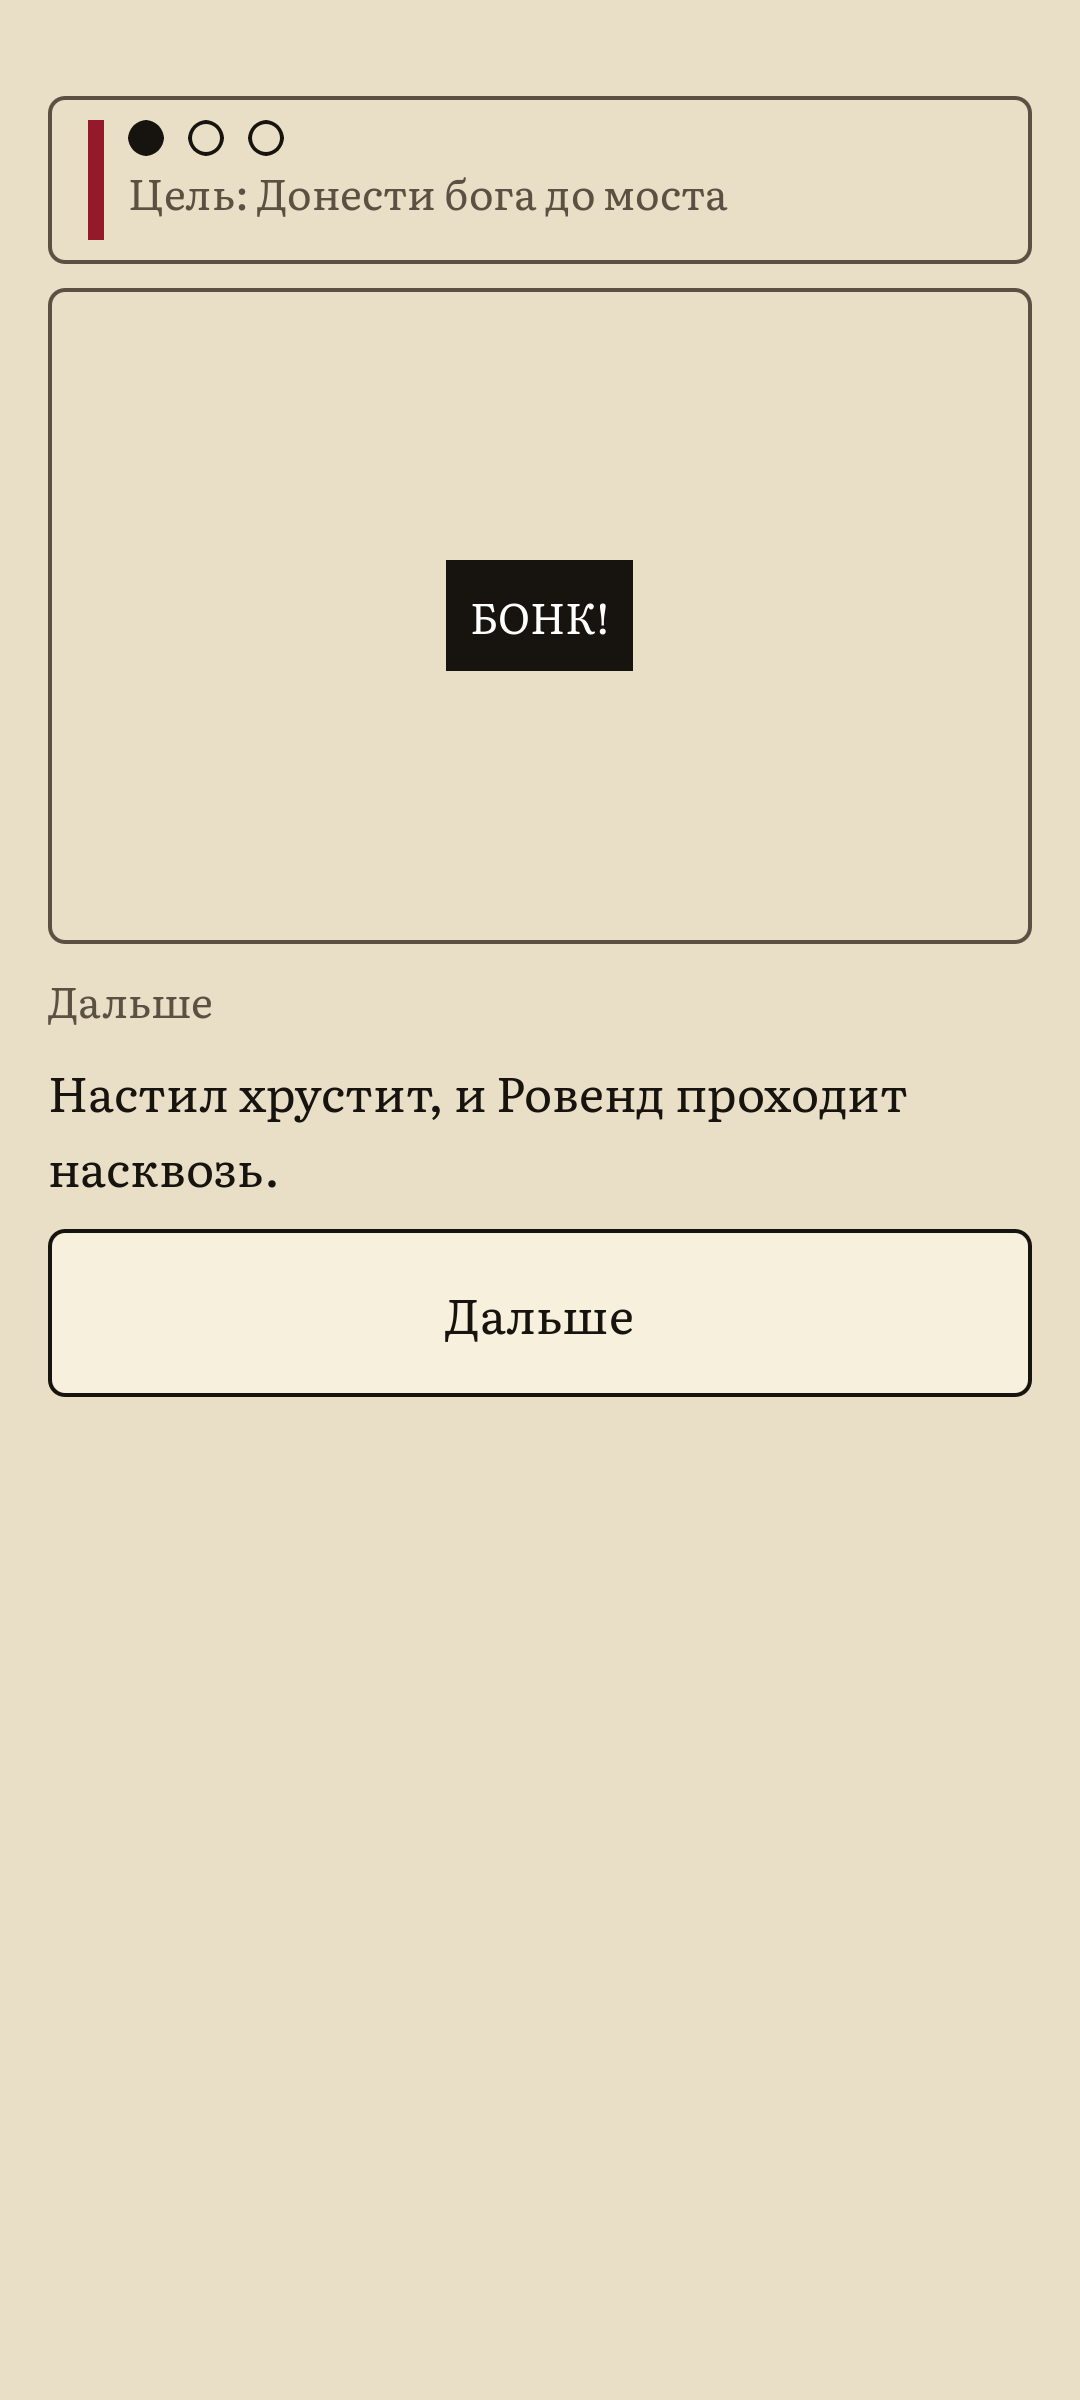 Цель: Донести бога до моста
БОНК!
Дальше
Настил хрустит, и Ровенд проходит
насквозь.
Дальше